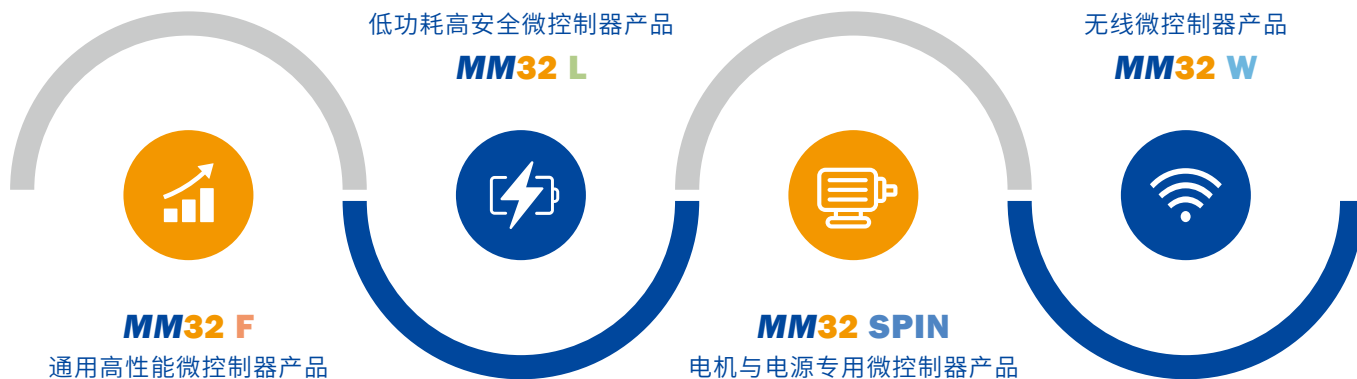 低功耗高安全微控制器产品
MM32 L
无线微控制器产品
MM32 W
MM32 F
通用高性能微控制器产品
MM32 SPIN
电机与电源专用微控制器产品